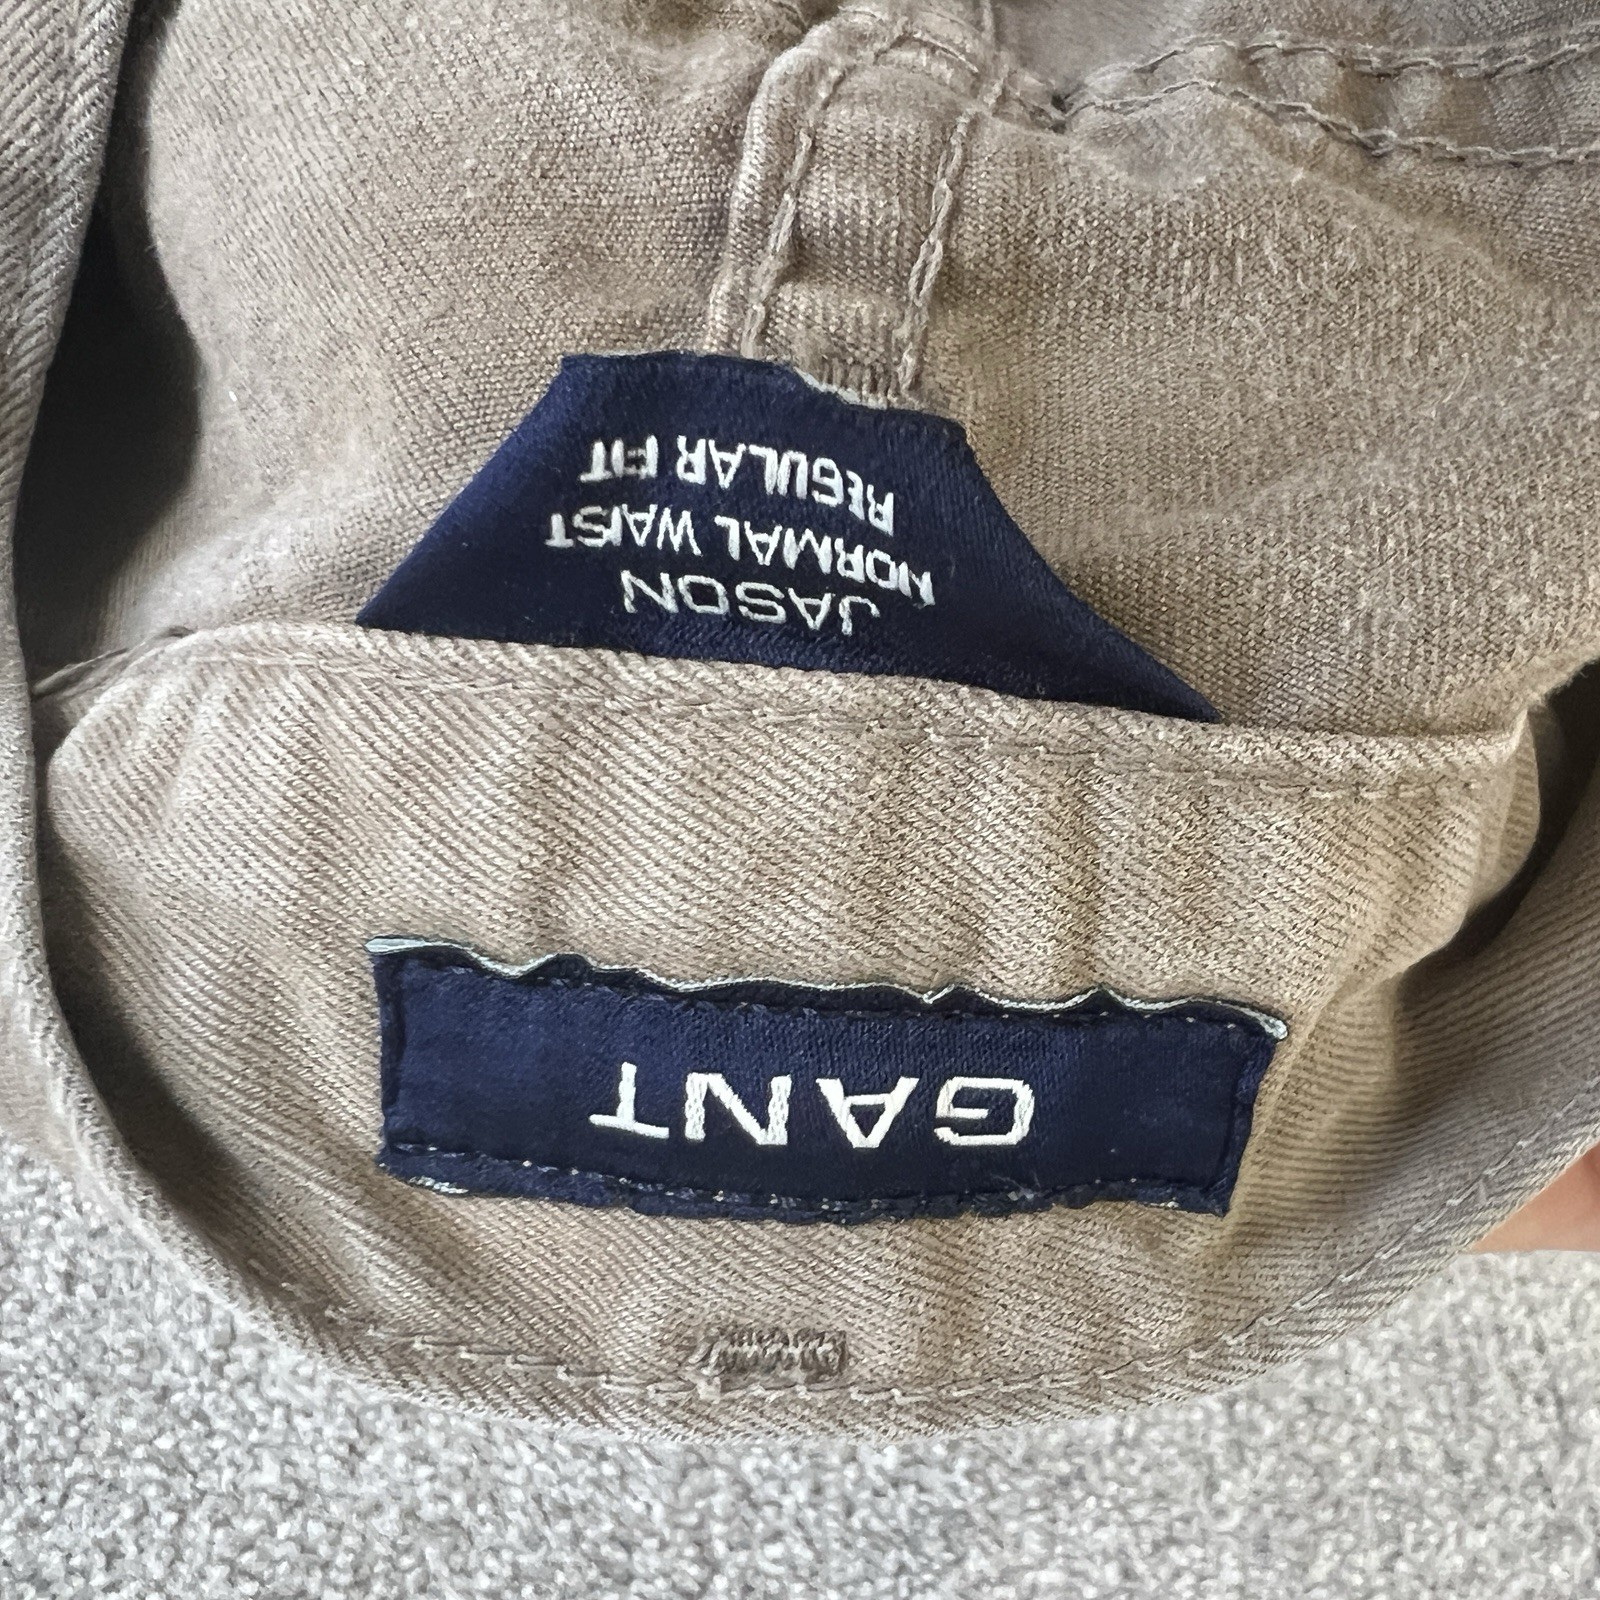 GANT
JASON
NORMAL WAIST
REGULAR FIT